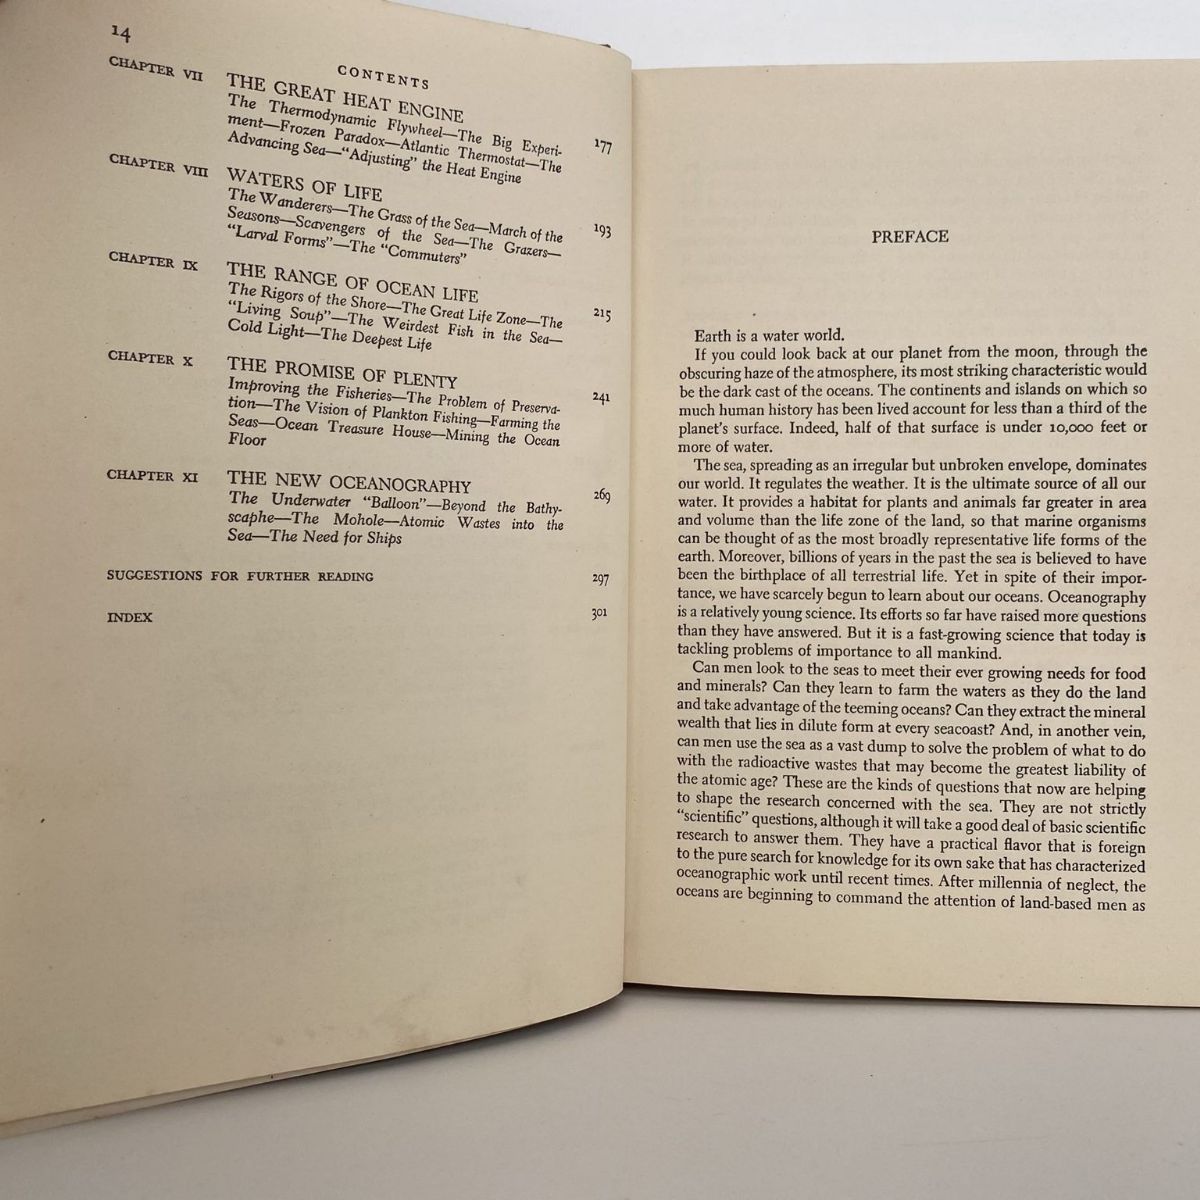 14
CONTENTS
CHAPTER VII THE GREAT HEAT ENGINE 177
The Thermodynamic Flywheel—The Big Experi-
ment—Frozen Paradox—Atlantic Thermostat—The
Advancing Sea—"Adjusting" the Heat Engine
CHAPTER VIII WATERS OF LIFE 193
The Wanderers—The Grass of the Sea—March of the
Seasons—Scavengers of the Sea—The Grazers—
"Larval Forms"—The "Commuters"
CHAPTER IX THE RANGE OF OCEAN LIFE 215
The Rigors of the Shore—The Great Life Zone—The
"Living Soup"—The Weirdest Fish in the Sea—
Cold Light—The Deepest Life
CHAPTER X THE PROMISE OF PLENTY 241
Improving the Fisheries—The Problem of Preserva-
tion—The Vision of Plankton Fishing—Farming the
Seas—Ocean Treasure House—Mining the Ocean
Floor
CHAPTER XI THE NEW OCEANOGRAPHY 269
The Underwater "Balloon"—Beyond the Bathy-
scaphe—The Mohole—Atomic Wastes into the
Sea—The Need for Ships
SUGGESTIONS FOR FURTHER READING 297
INDEX 301
PREFACE
Earth is a water world.
If you could look back at our planet from the moon, through the
obscuring haze of the atmosphere, its most striking characteristic would
be the dark cast of the oceans. The continents and islands on which so
much human history has been lived account for less than a third of the
planet's surface. Indeed, half of that surface is under 10,000 feet or
more of water.
The sea, spreading as an irregular but unbroken envelope, dominates
our world. It regulates the weather. It is the ultimate source of all our
water. It provides a habitat for plants and animals far greater in area
and volume than the life zone of the land, so that marine organisms
can be thought of as the most broadly representative life forms of the
earth. Moreover, billions of years in the past the sea is believed to have
been the birthplace of all terrestrial life. Yet in spite of their impor-
tance, we have scarcely begun to learn about our oceans. Oceanography
is a relatively young science. Its efforts so far have raised more questions
than they have answered. But it is a fast-growing science that today is
tackling problems of importance to all mankind.
Can men look to the seas to meet their ever growing needs for food
and minerals? Can they learn to farm the waters as they do the land
and take advantage of the teeming oceans? Can they extract the mineral
wealth that lies in dilute form at every seacoast? And, in another vein,
can men use the sea as a vast dump to solve the problem of what to do
with the radioactive wastes that may become the greatest liability of
the atomic age? These are the kinds of questions that now are helping
to shape the research concerned with the sea. They are not strictly
"scientific" questions, although it will take a good deal of basic scientific
research to answer them. They have a practical flavor that is foreign
to the pure search for knowledge for its own sake that has characterized
oceanographic work until recent times. After millennia of neglect, the
oceans are beginning to command the attention of land-based men as